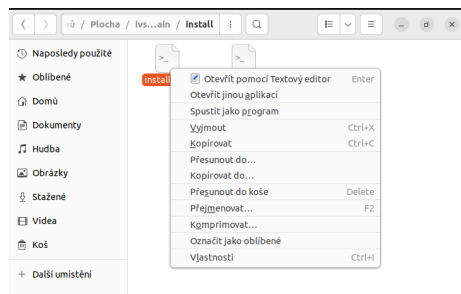 ů / Plocha / ivs…ain / install
Naposledy použité
Oblíbené
Domů
Dokumenty
Hudba
Obrázky
Stažené
Videa
Koš
+ Další umístění
>_ >_
install
Otevřít pomocí Textový editor Enter
Otevřít jinou aplikací
Spustit jako program
Vyjmout Ctrl+X
Kopírovat Ctrl+C
Přesunout do…
Kopírovat do…
Přesunout do koše Delete
Přejmenovat… F2
Komprimovat…
Označit jako oblíbené
Vlastnosti Ctrl+I